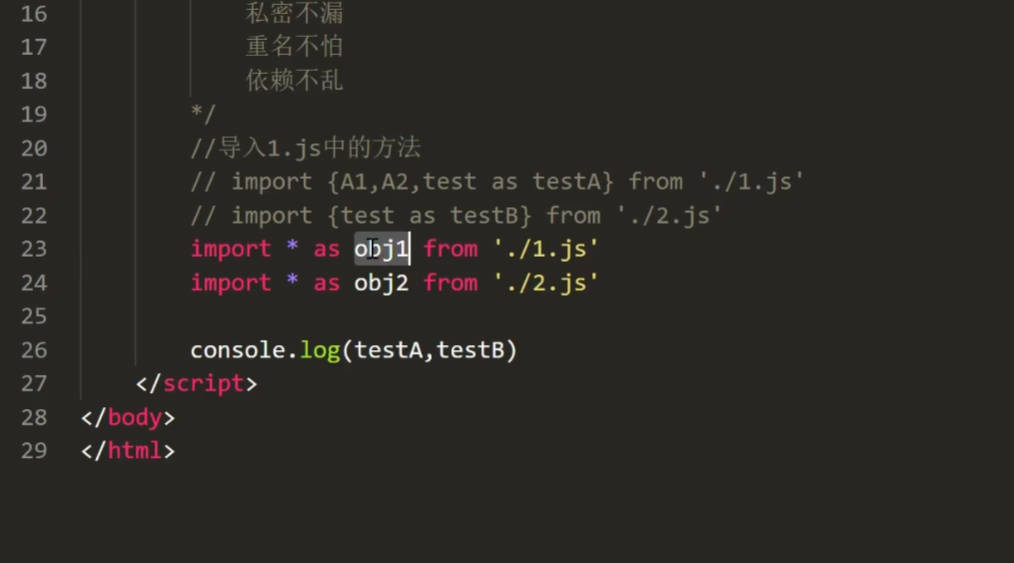 16 私密不漏
17 重名不怕
18 依赖不乱
19 */
20 //导入1.js中的方法
21 // import {A1,A2,test as testA} from './1.js'
22 // import {test as testB} from './2.js'
23 import * as obj1 from './1.js'
24 import * as obj2 from './2.js'
25
26 console.log(testA,testB)
27 </script>
28 </body>
29 </html>